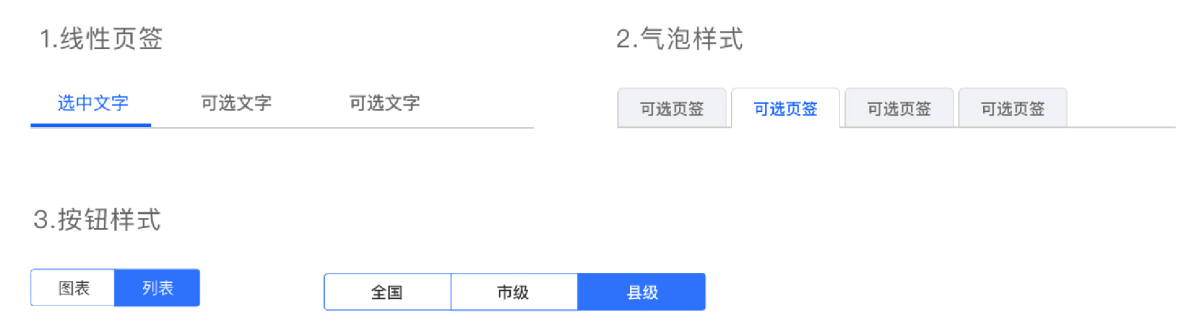 1.线性页签
2.气泡样式
选中文字 可选文字 可选文字
可选页签 可选页签 可选页签 可选页签
3.按钮样式
图表 列表
全国 市级 县级